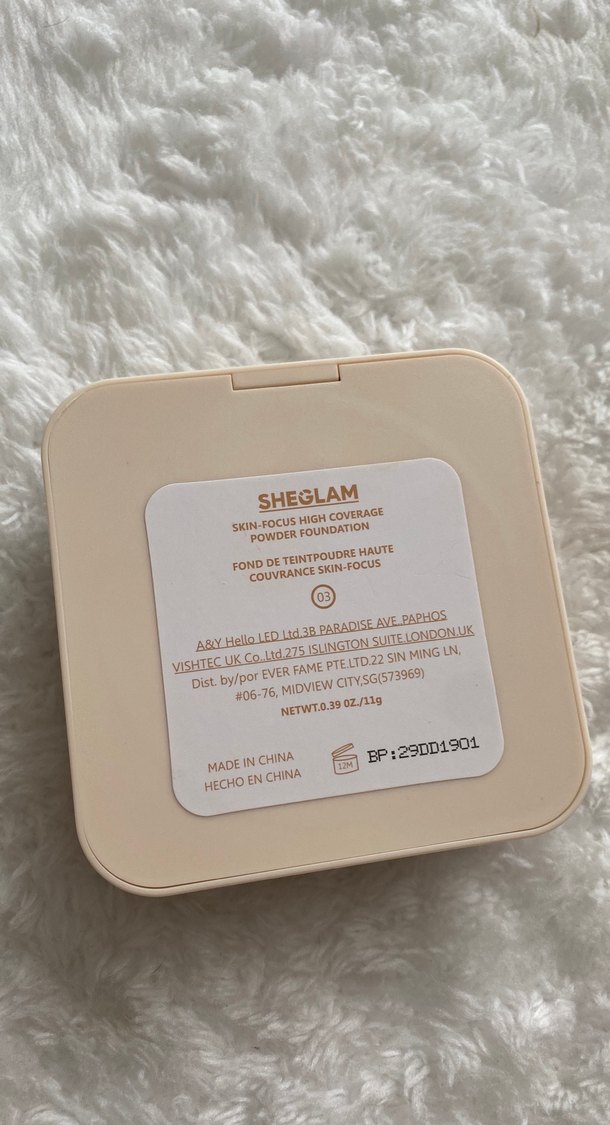 SHEGLAM
SKIN-FOCUS HIGH COVERAGE
POWDER FOUNDATION
FOND DE TEINTPOUDRE HAUTE
COUVRANCE SKIN-FOCUS
03
A&Y Hello LED Ltd.3B PARADISE AVE.,PAPHOS
VISHTEC UK Co.,Ltd.275 ISLINGTON SUITE,LONDON,UK
Dist. by/por EVER FAME PTE.LTD.22 SIN MING LN,
#06-76, MIDVIEW CITY,SG(573969)
NETWT.0.39 OZ./11g
MADE IN CHINA
HECHO EN CHINA
12M
BP:29DD1901